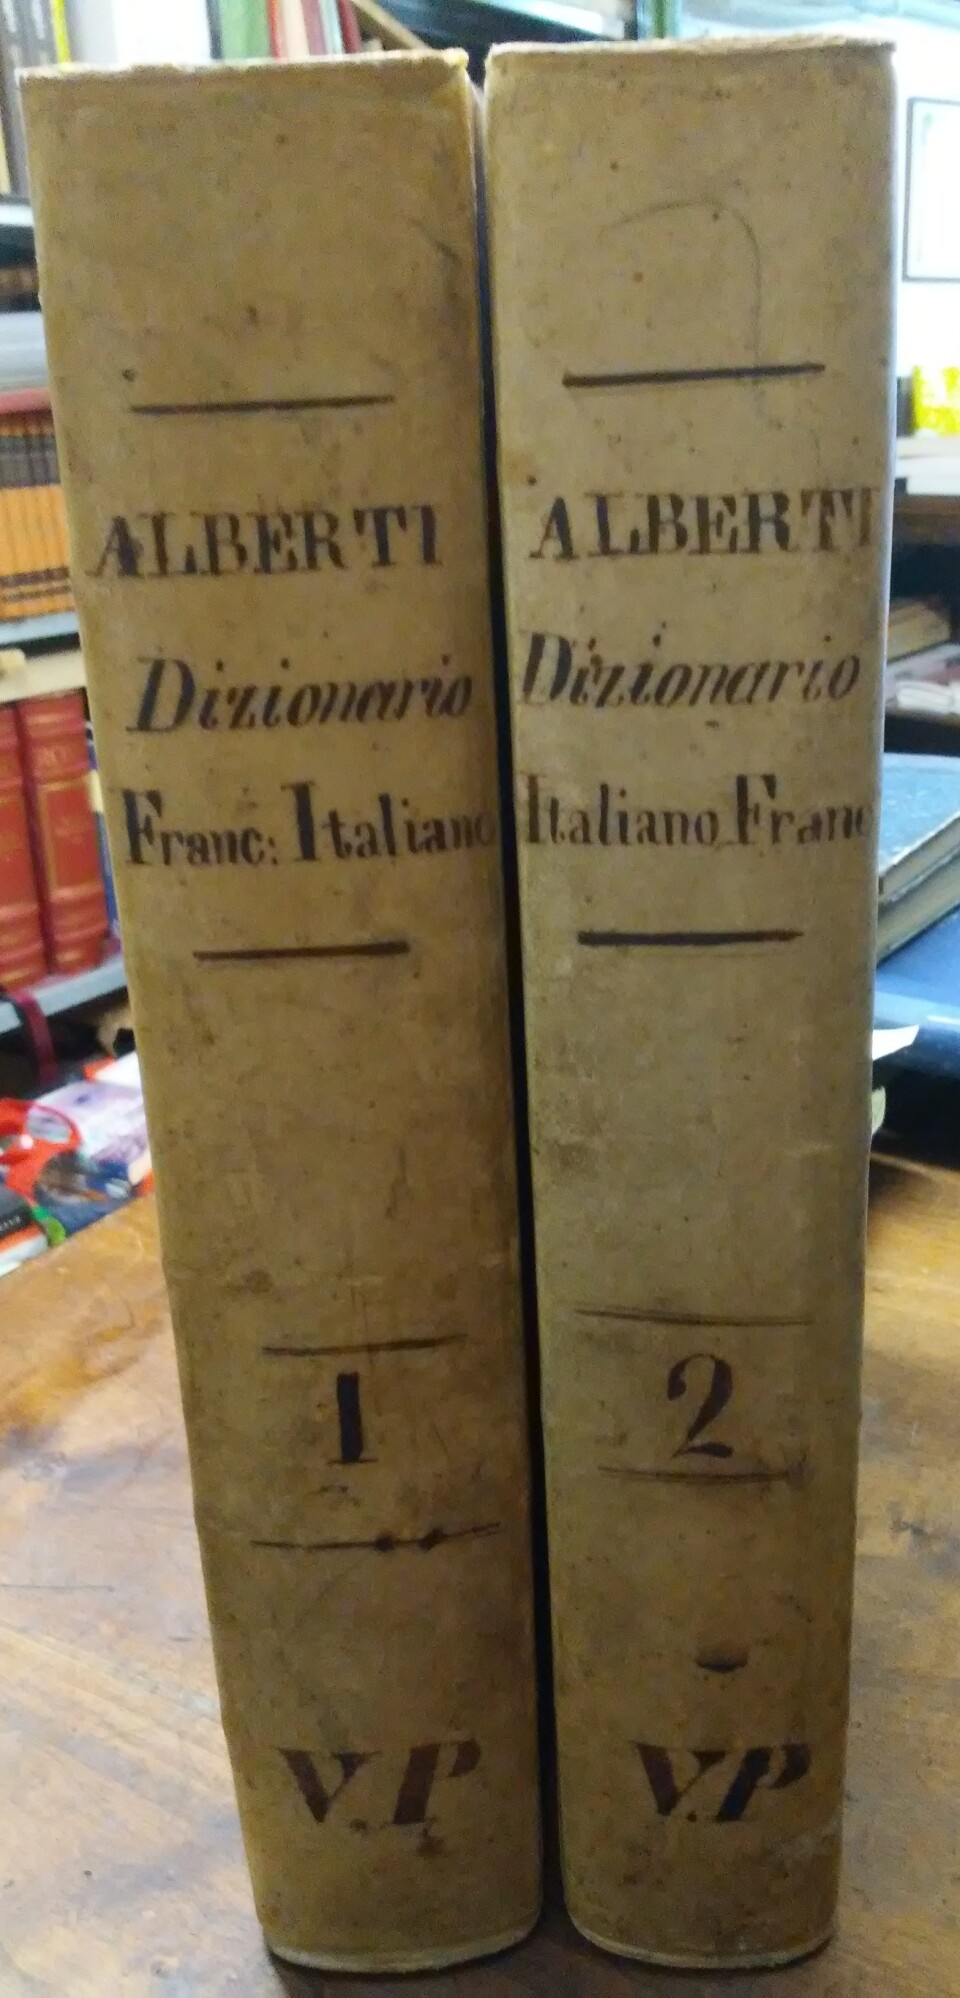 ALBERTI
Dizionario
Franc: Italiano
1
V.P
ALBERTI
Dizionario
Italiano Franc
2
V.P